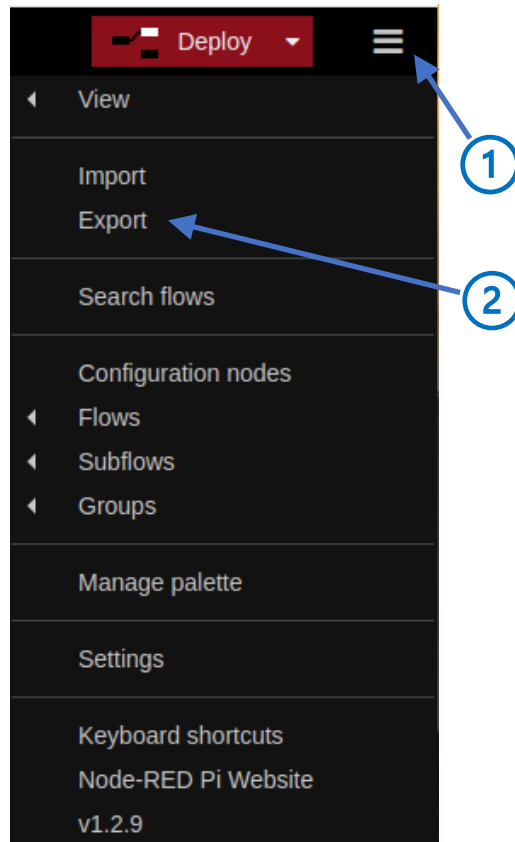 Deploy
View
1
Import
Export
2
Search flows
Configuration nodes
Flows
Subflows
Groups
Manage palette
Settings
Keyboard shortcuts
Node-RED Pi Website
v1.2.9